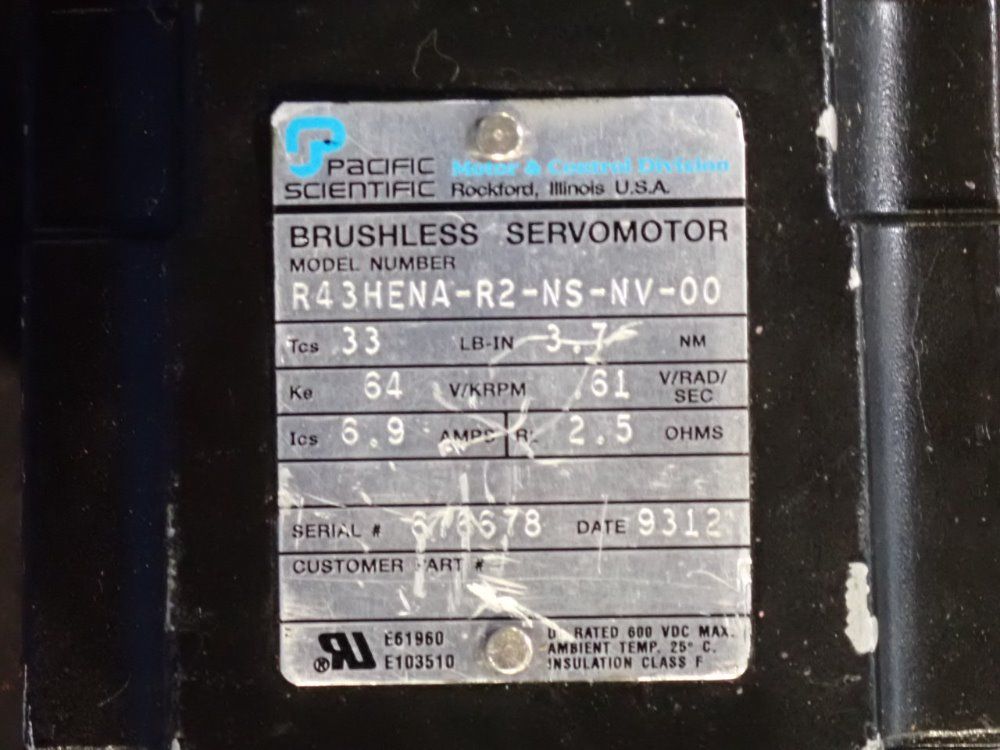 PACIFIC
SCIENTIFIC
Motor & Control Division
Rockford, Illinois U.S.A.
BRUSHLESS SERVOMOTOR
MODEL NUMBER
R43HENA-R2-NS-NV-00
Tcs 33 LB-IN 3.7 NM
Ke 64 V/KRPM .61 V/RAD/SEC
Ics 6.9 AMPS RL 2.5 OHMS
SERIAL # DATE 9312
CUSTOMER PART #
E61960
E103510
RATED 600 VDC MAX.
AMBIENT TEMP. 25° C.
INSULATION CLASS F